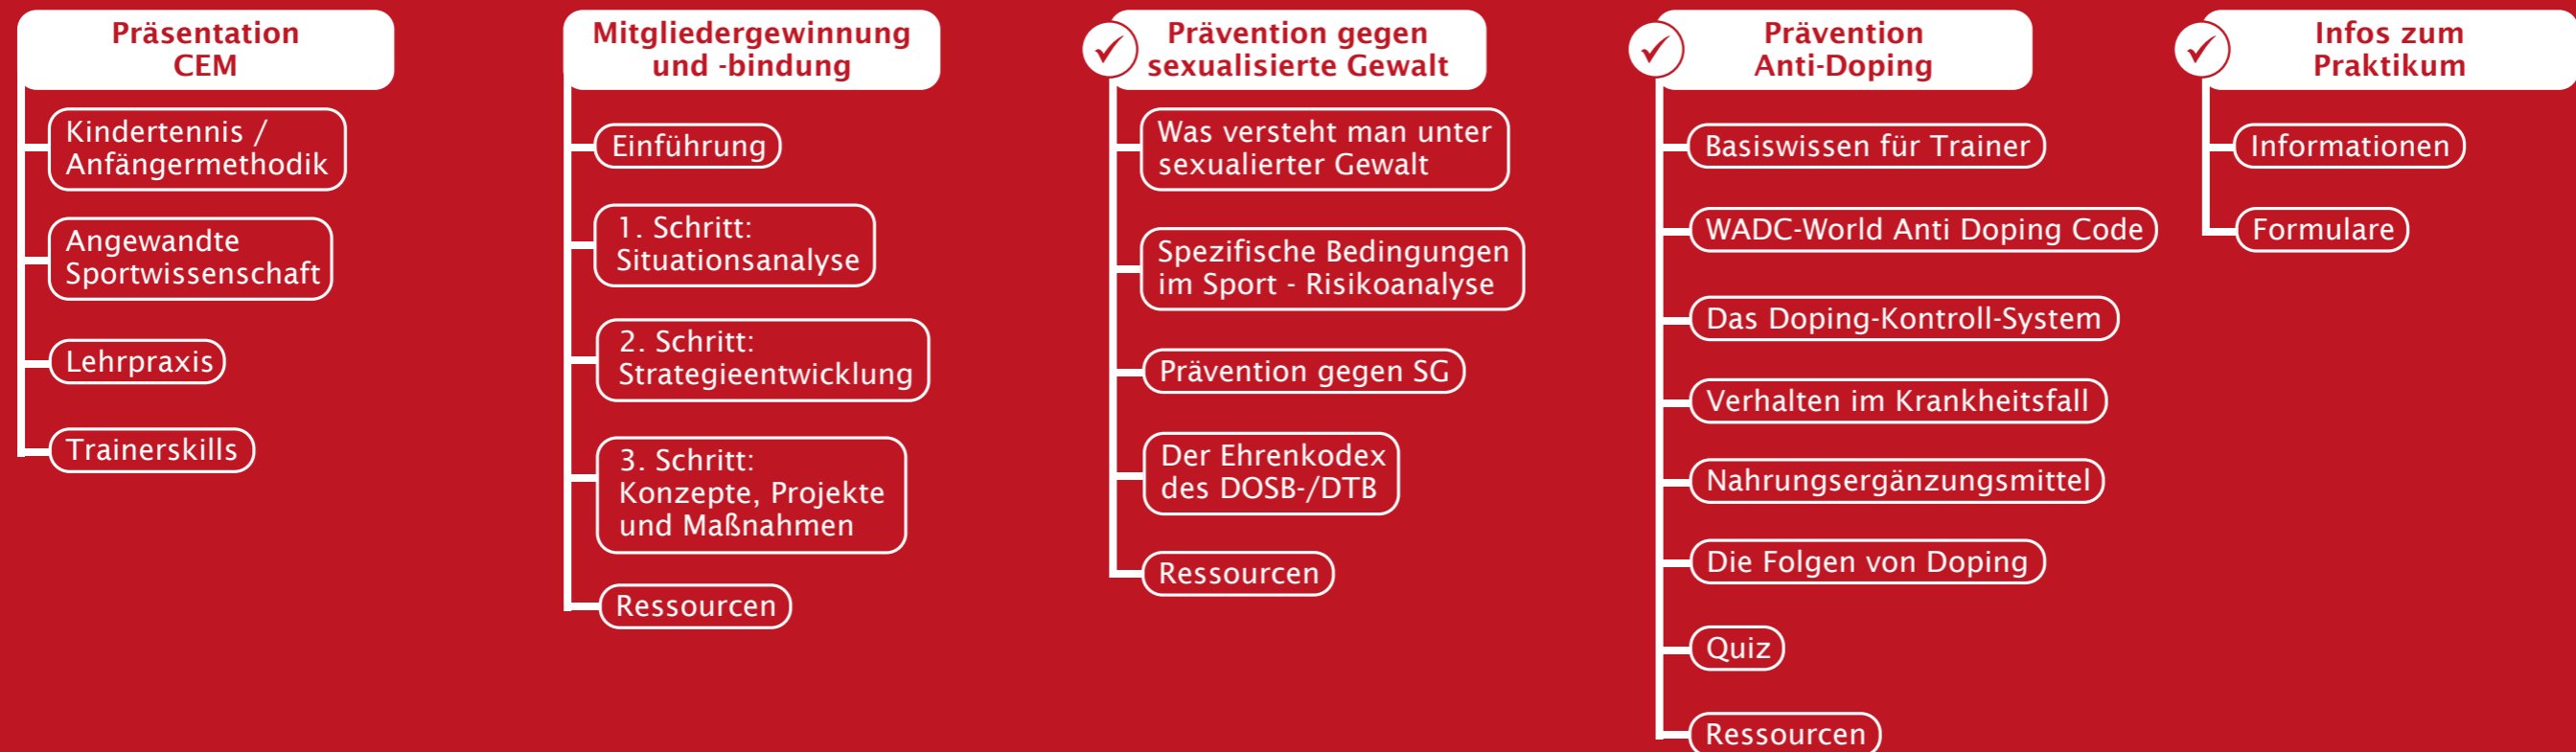 Präsentation
CEM
Kindertennis /
Anfängermethodik
Angewandte
Sportwissenschaft
Lehrpraxis
Trainerskills
Mitgliedergewinnung
und -bindung
Einführung
1. Schritt:
Situationsanalyse
2. Schritt:
Strategieentwicklung
3. Schritt:
Konzepte, Projekte
und Maßnahmen
Ressourcen
Prävention gegen
sexualisierte Gewalt
Was versteht man unter
sexualierter Gewalt
Spezifische Bedingungen
im Sport - Risikoanalyse
Prävention gegen SG
Der Ehrenkodex
des DOSB-/DTB
Ressourcen
Prävention
Anti-Doping
Basiswissen für Trainer
WADC-World Anti Doping Code
Das Doping-Kontroll-System
Verhalten im Krankheitsfall
Nahrungsergänzungsmittel
Die Folgen von Doping
Quiz
Ressourcen
Infos zum
Praktikum
Informationen
Formulare